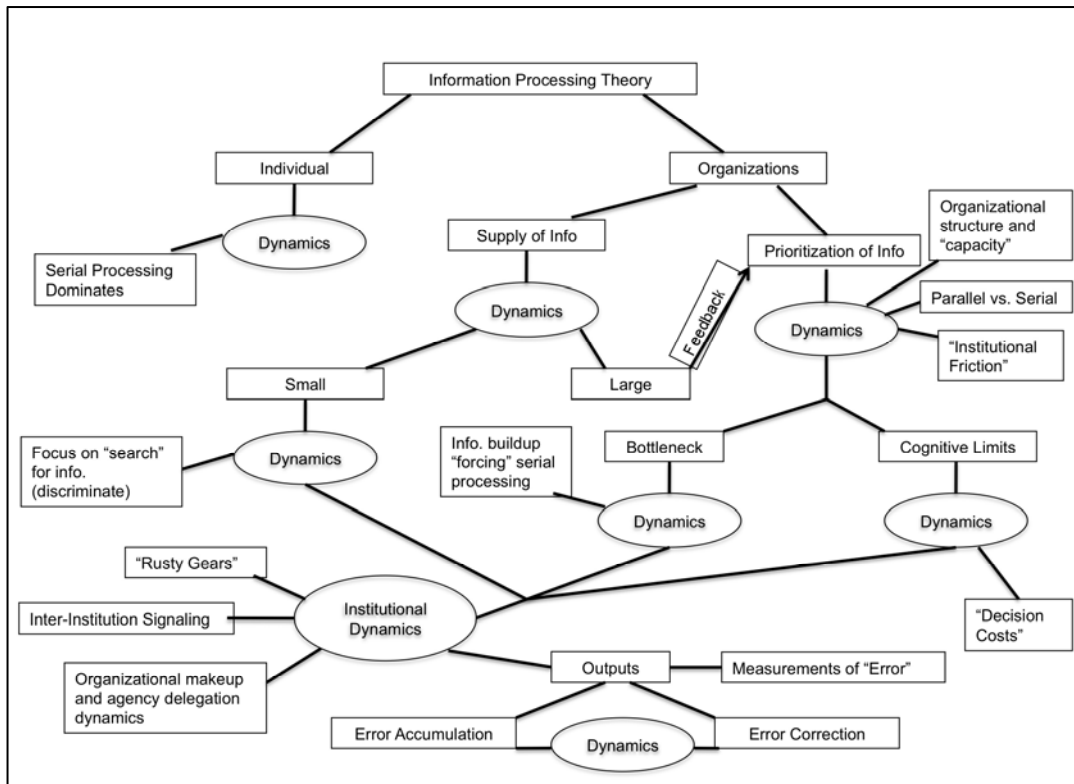 Information Processing Theory
Individual
Organizations
Dynamics
Serial Processing
Dominates
Supply of Info
Prioritization of Info
Organizational
structure and
“capacity”
Dynamics
Feedback
Dynamics
Parallel vs. Serial
“Institutional
Friction”
Small
Large
Focus on “search”
for info.
(discriminate)
Dynamics
Info. buildup
“forcing” serial
processing
Bottleneck
Cognitive Limits
Dynamics
Dynamics
“Rusty Gears”
Inter-Institution Signaling
Organizational makeup
and agency delegation
dynamics
Institutional
Dynamics
“Decision
Costs”
Outputs
Measurements of “Error”
Error Accumulation
Dynamics
Error Correction